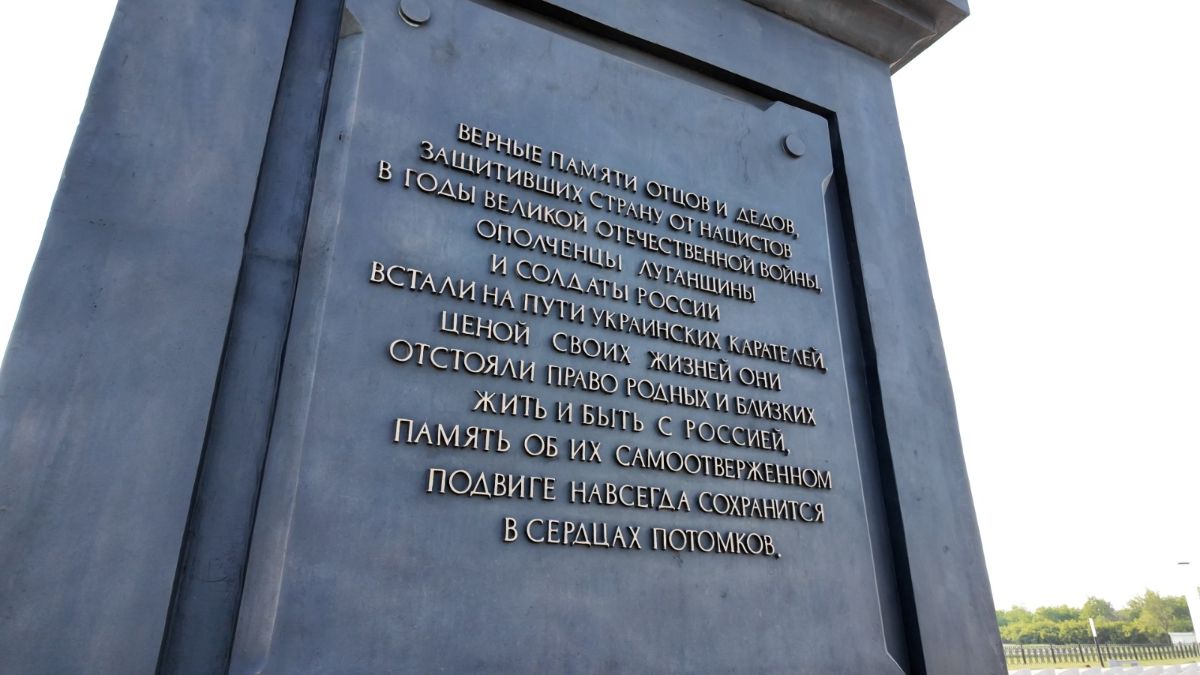 ВЕРНЫЕ ПАМЯТИ ОТЦОВ И ДЕДОВ,
ЗАЩИТИВШИХ СТРАНУ ОТ НАЦИСТОВ
В ГОДЫ ВЕЛИКОЙ ОТЕЧЕСТВЕННОЙ ВОЙНЫ,
ОПОЛЧЕНЦЫ ЛУГАНЩИНЫ
И СОЛДАТЫ РОССИИ
ВСТАЛИ НА ПУТИ УКРАИНСКИХ КАРАТЕЛЕЙ,
ЦЕНОЙ СВОИХ ЖИЗНЕЙ ОНИ
ОТСТОЯЛИ ПРАВО РОДНЫХ И БЛИЗКИХ
ЖИТЬ И БЫТЬ С РОССИЕЙ,
ПАМЯТЬ ОБ ИХ САМООТВЕРЖЕННОМ
ПОДВИГЕ НАВСЕГДА СОХРАНИТСЯ
В СЕРДЦАХ ПОТОМКОВ.